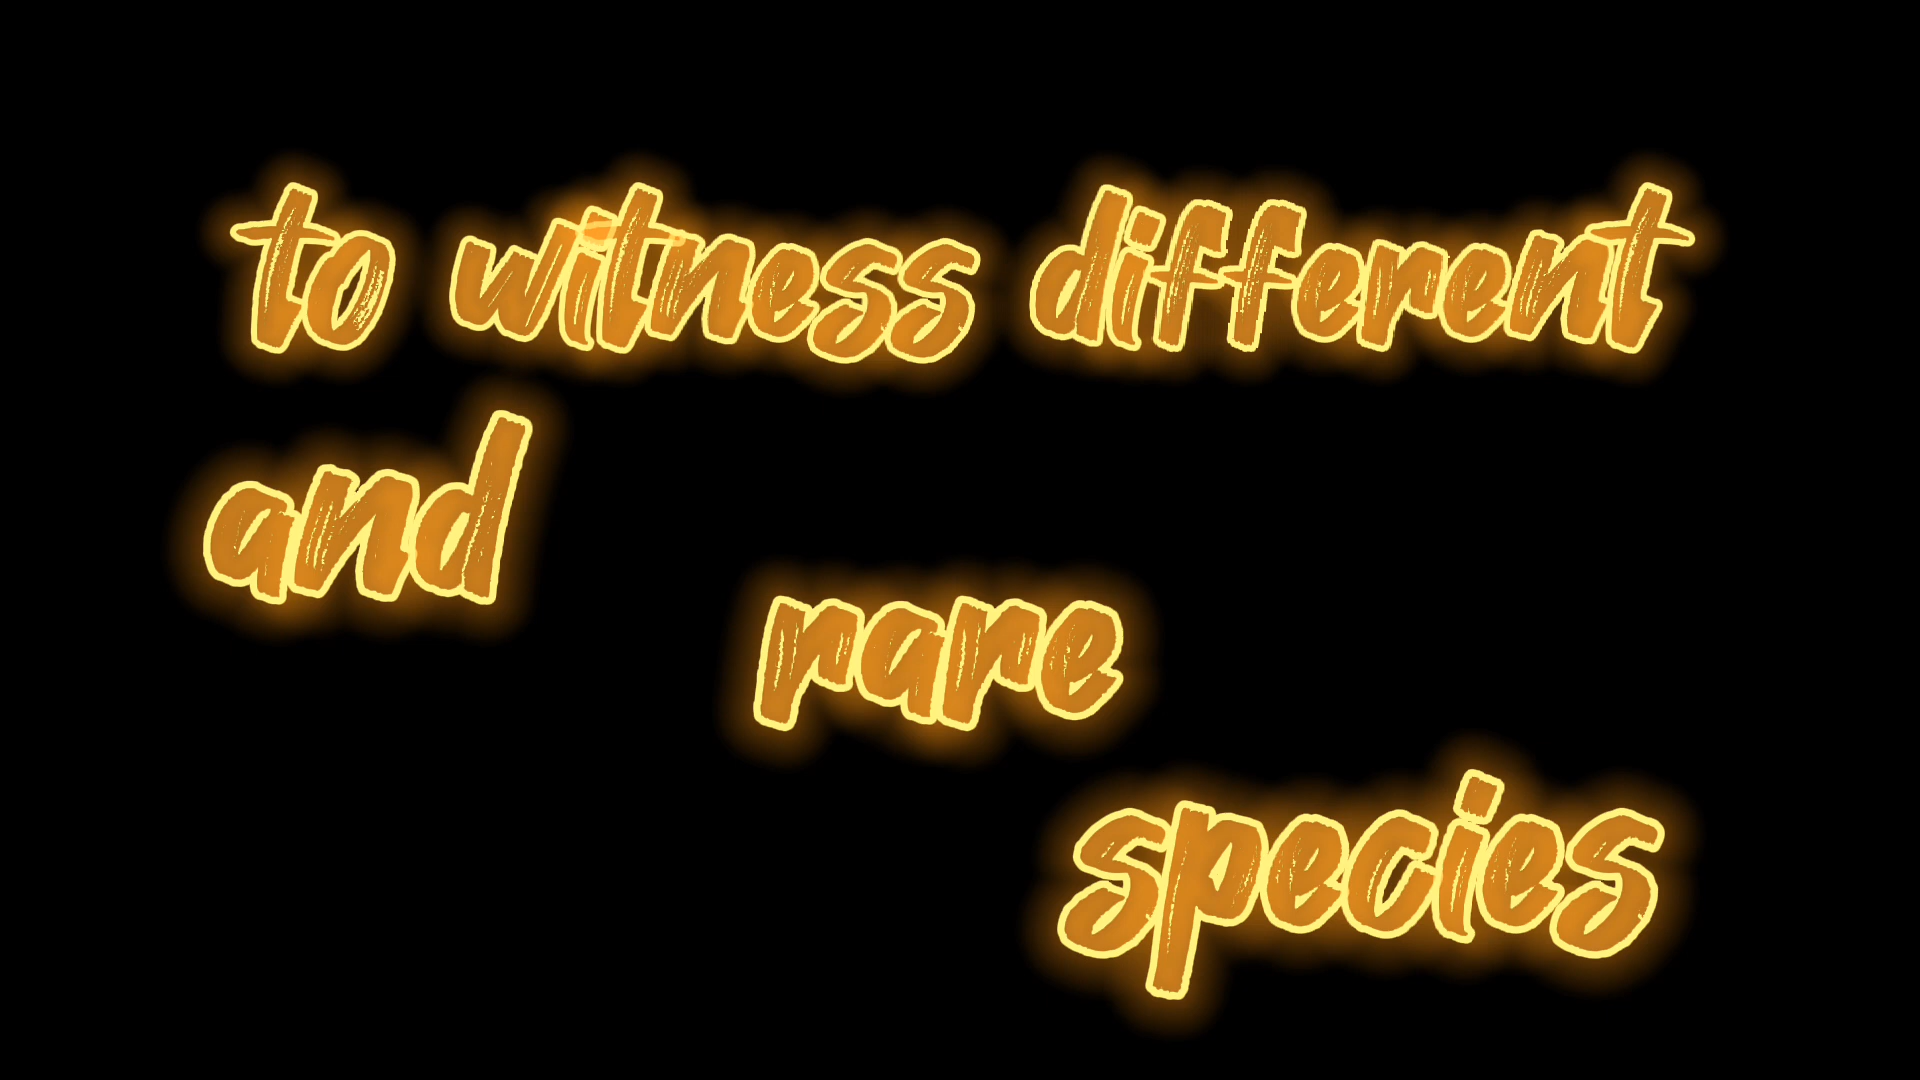 to witness different
and
rare
species